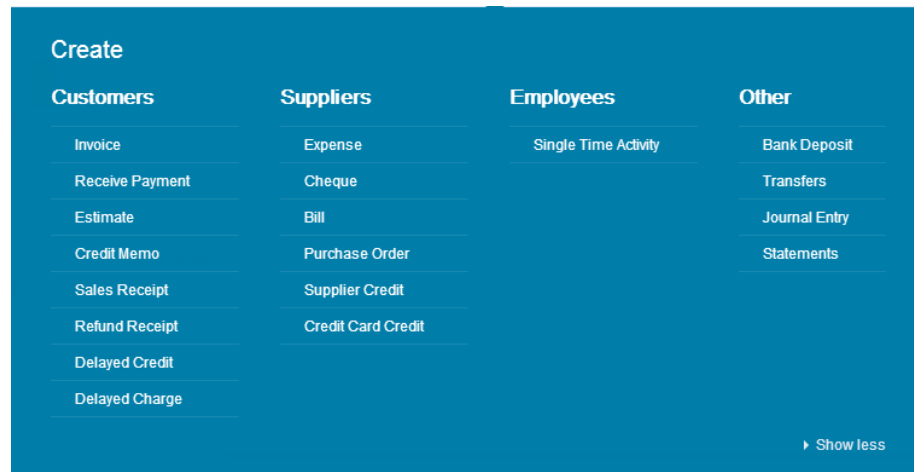 Create
Customers
Invoice
Receive Payment
Estimate
Credit Memo
Sales Receipt
Refund Receipt
Delayed Credit
Delayed Charge
Suppliers
Expense
Cheque
Bill
Purchase Order
Supplier Credit
Credit Card Credit
Employees
Single Time Activity
Other
Bank Deposit
Transfers
Journal Entry
Statements
Show less